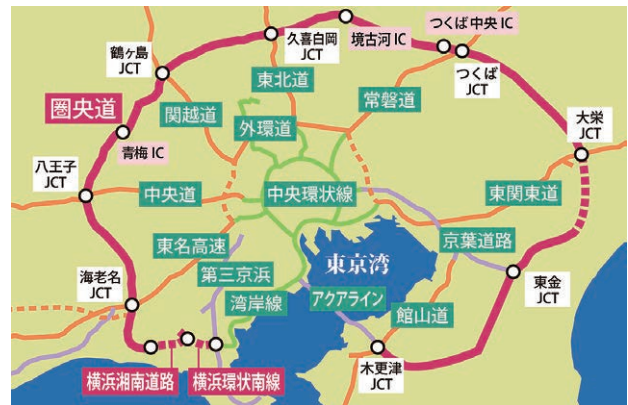 つくば中央 IC
久喜白岡
JCT
境古河 IC
つくば
JCT
鶴ヶ島
JCT
東北道
関越道
外環道
常磐道
圏央道
青梅 IC
大栄
JCT
八王子
JCT
中央道
中央環状線
東関東道
東名高速
京葉道路
東京湾
海老名
JCT
第三京浜
湾岸線
アクアライン
東金
JCT
館山道
横浜湘南道路
横浜環状南線
木更津
JCT